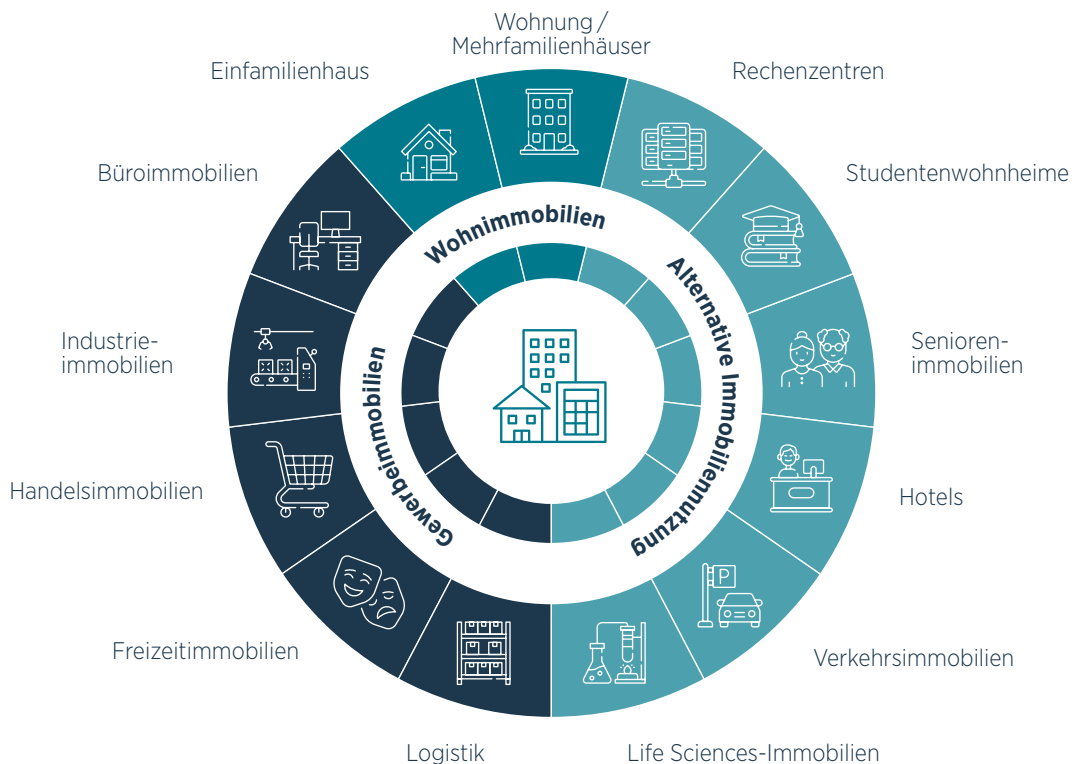 Wohnung /
Mehrfamilienhäuser
Einfamilienhaus
Rechenzentren
Büroimmobilien
Studentenwohnheime
Wohnimmobilien
Alternative Immobiliennutzung
Gewerbeimmobilien
Industrie-
immobilien
Senioren-
immobilien
Handelsimmobilien
Hotels
P
Freizeitimmobilien
Verkehrsimmobilien
Logistik
Life Sciences-Immobilien